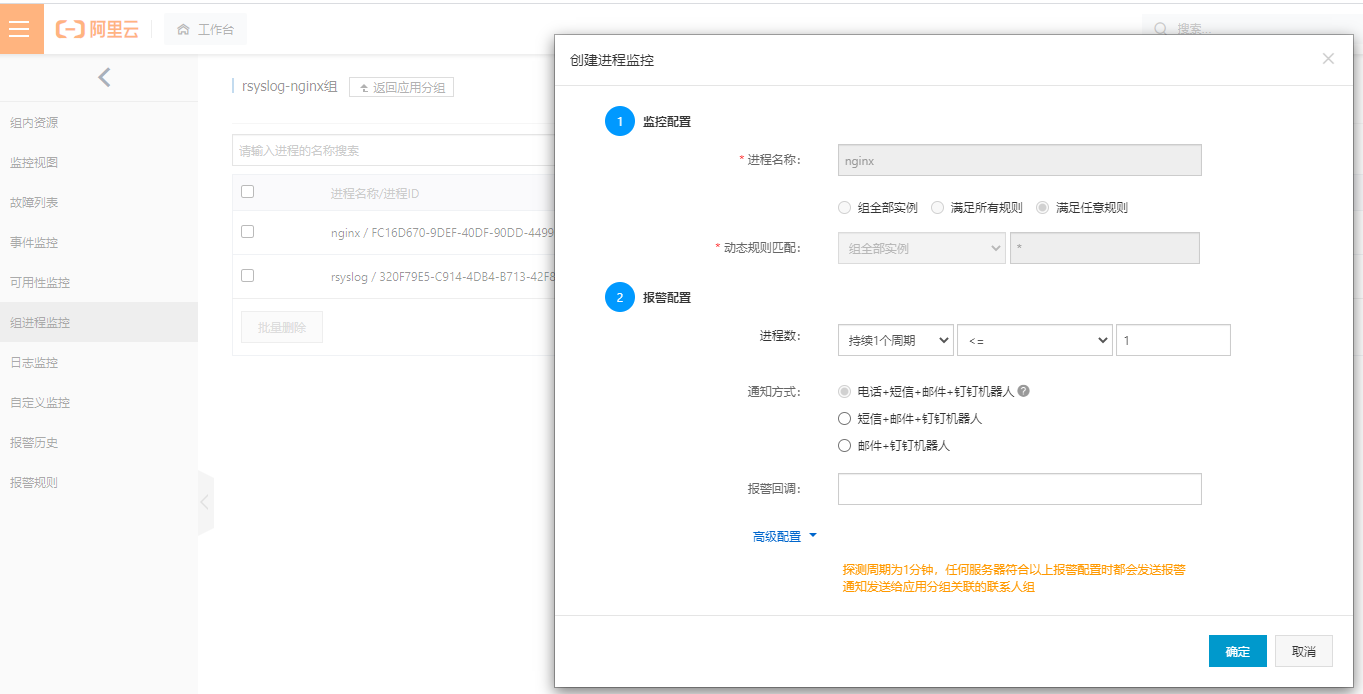 阿里云
工作台
搜索...
rsyslog-nginx组
返回应用分组
组内资源
监控视图
故障列表
事件监控
可用性监控
组进程监控
日志监控
自定义监控
报警历史
报警规则
请输入进程的名称搜索
进程名称/进程ID
nginx / FC16D670-9DEF-40DF-90DD-4499
rsyslog / 320F79E5-C914-4DB4-B713-42F8
批量删除
创建进程监控
1 监控配置
* 进程名称: nginx
组全部实例 满足所有规则 满足任意规则
* 动态规则匹配: 组全部实例 *
2 报警配置
进程数: 持续1个周期 <= 1
通知方式: 电话+短信+邮件+钉钉机器人 ?
短信+邮件+钉钉机器人
邮件+钉钉机器人
报警回调:
高级配置
探测周期为1分钟，任何服务器符合以上报警配置时都会发送报警
通知发送给应用分组关联的联系人组
确定 取消